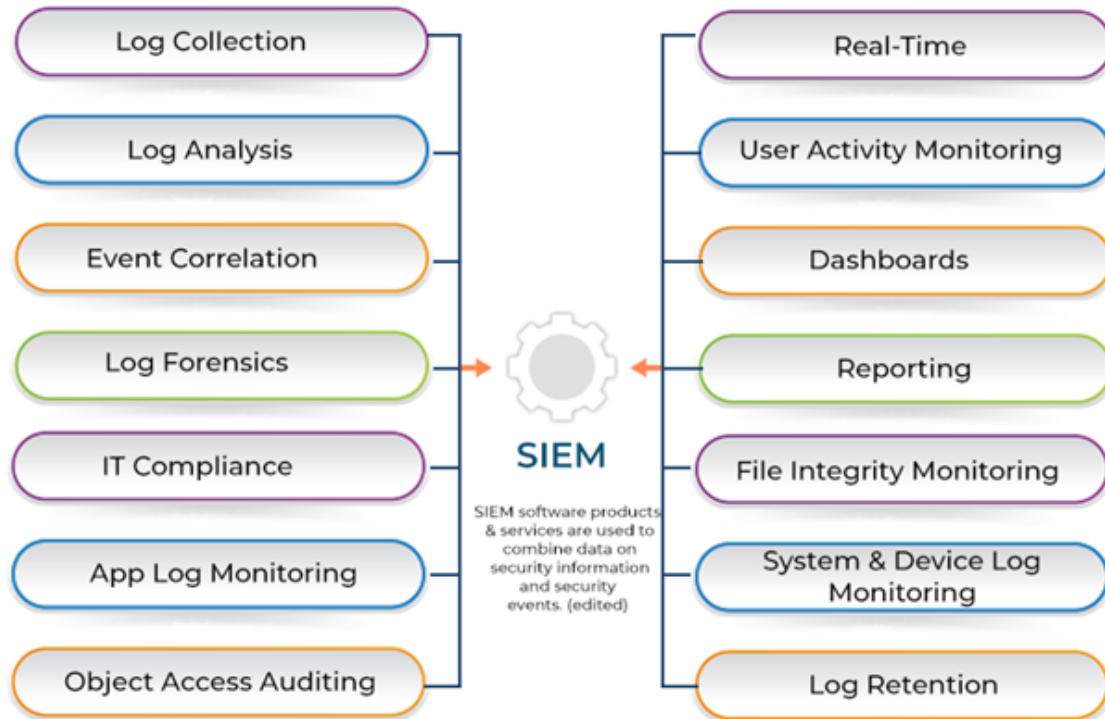 Log Collection
Log Analysis
Event Correlation
Log Forensics
IT Compliance
App Log Monitoring
Object Access Auditing
SIEM
SIEM software products
& services are used to
combine data on
security information
and security
events. (edited)
Real-Time
User Activity Monitoring
Dashboards
Reporting
File Integrity Monitoring
System & Device Log
Monitoring
Log Retention